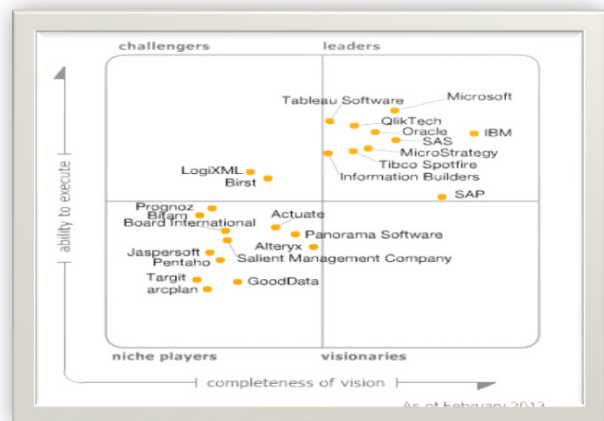 challengers
leaders
Tableau Software
Microsoft
QlikTech
Oracle
IBM
SAS
MicroStrategy
Tibco Spotfire
Information Builders
LogiXML
Birst
SAP
Prognoz
Bitam
Board International
Actuate
Panorama Software
Alteryx
Salient Management Company
Jaspersoft
Pentaho
Targit
GoodData
arcplan
niche players
visionaries
ability to execute
completeness of vision
As of February 2013